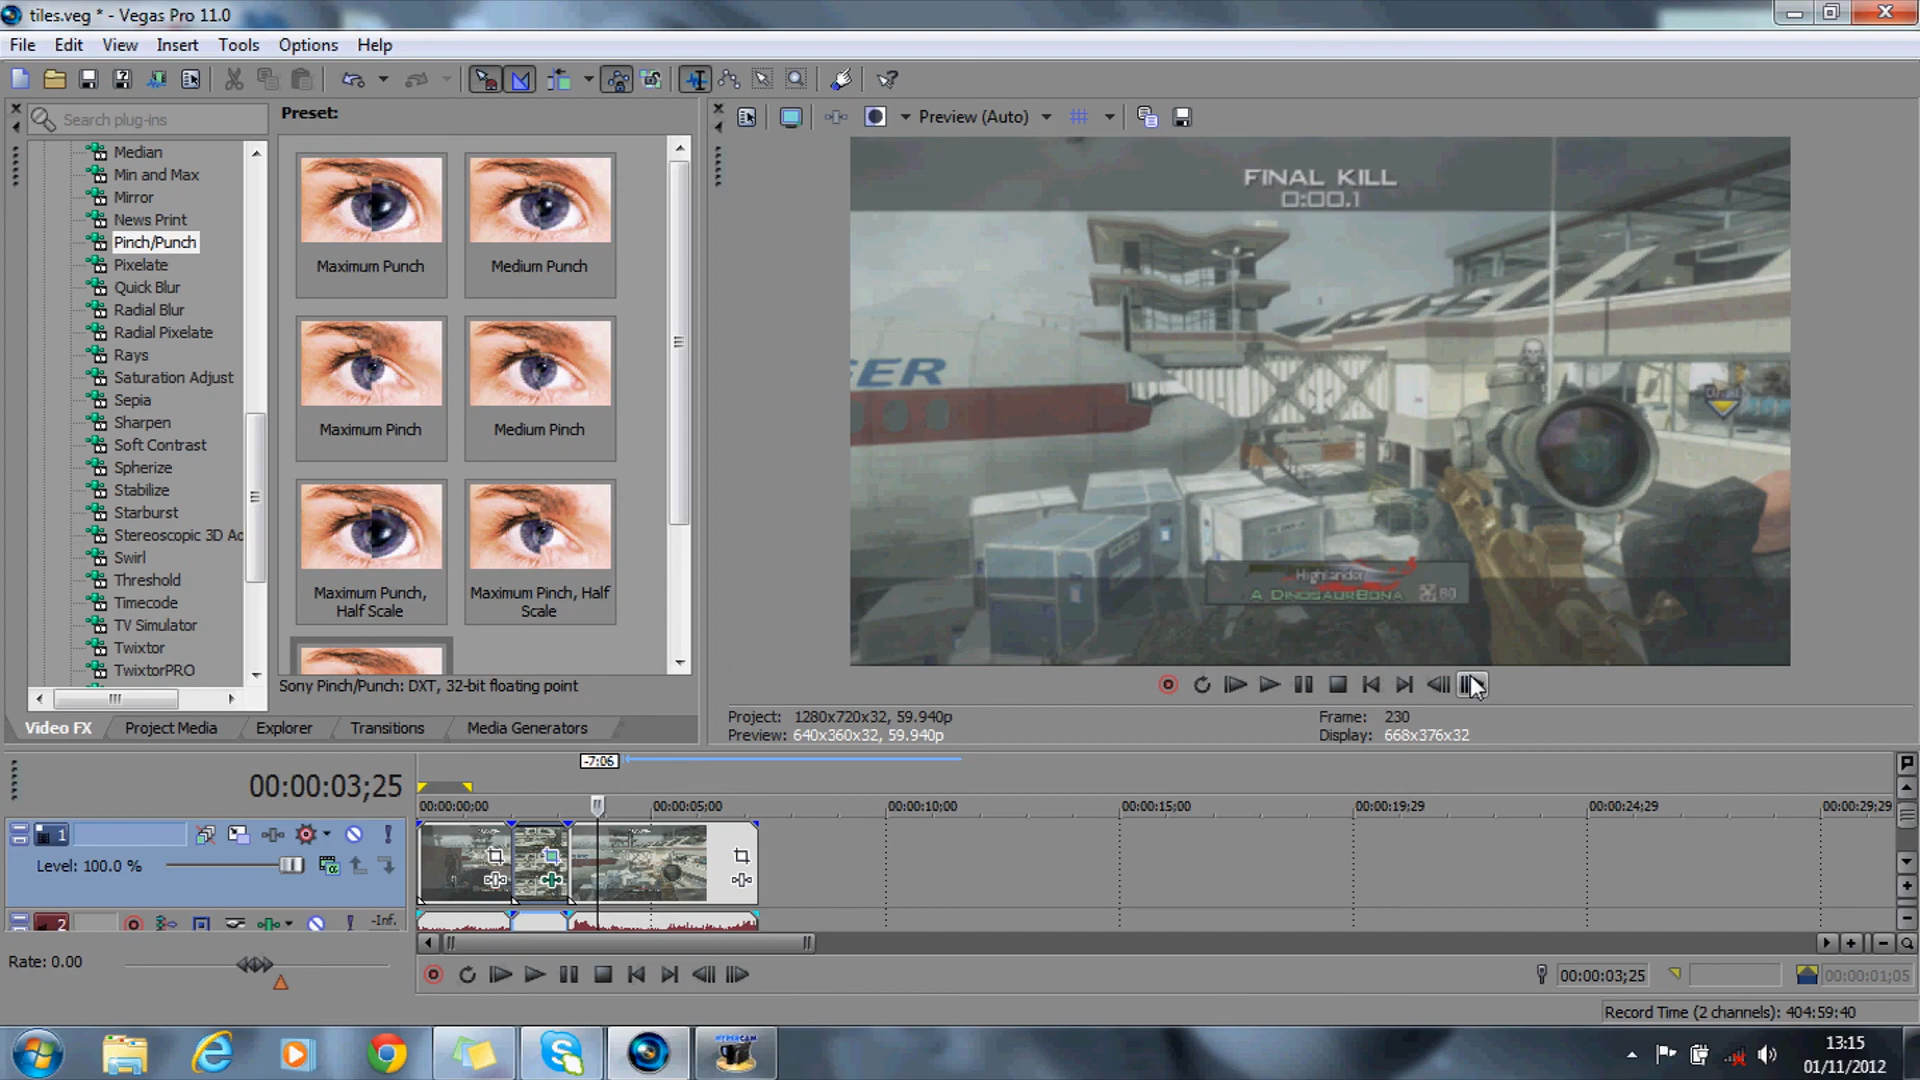 tiles.veg * - Vegas Pro 11.0
File Edit View Insert Tools Options Help
Search plug-ins
Preset:
Preview (Auto)
Median
Min and Max
Mirror
News Print
Pinch/Punch
Pixelate
Quick Blur
Radial Blur
Radial Pixelate
Rays
Saturation Adjust
Sepia
Sharpen
Soft Contrast
Spherize
Stabilize
Starburst
Stereoscopic 3D Ac
Swirl
Threshold
Timecode
TV Simulator
Twixtor
TwixtorPRO
Maximum Punch
Medium Punch
Maximum Pinch
Medium Pinch
Maximum Punch, Half Scale
Maximum Pinch, Half Scale
Sony Pinch/Punch: DXT, 32-bit floating point
Video FX Project Media Explorer Transitions Media Generators
FINAL KILL
0:00.1
ER
Highlander
A DinosaurBona 80
Project: 1280x720x32, 59.940p
Preview: 640x360x32, 59.940p
Frame: 230
Display: 668x376x32
-7:06
00:00:03;25
00:00:00;00 00:00:05;00 00:00:10;00 00:00:15;00 00:00:19;29 00:00:24;29 00:00:29;29
1
Level: 100.0 %
2
-Inf.
Rate: 0.00
00:00:03;25
00:00:01;05
Record Time (2 channels): 404:59:40
HYPERCAM
13:15
01/11/2012